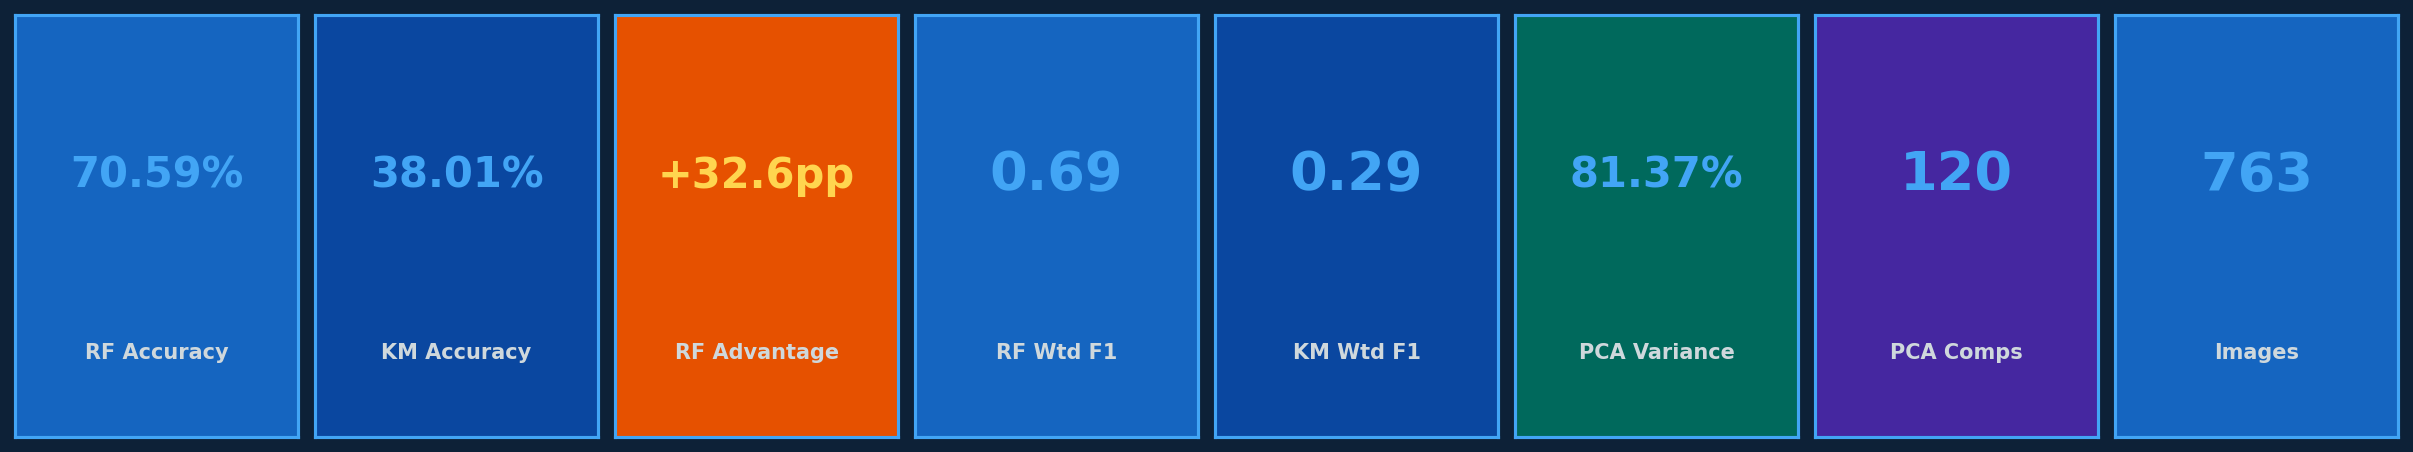 70.59%
RF Accuracy
38.01%
KM Accuracy
+32.6pp
RF Advantage
0.69
RF Wtd F1
0.29
KM Wtd F1
81.37%
PCA Variance
120
PCA Comps
763
Images